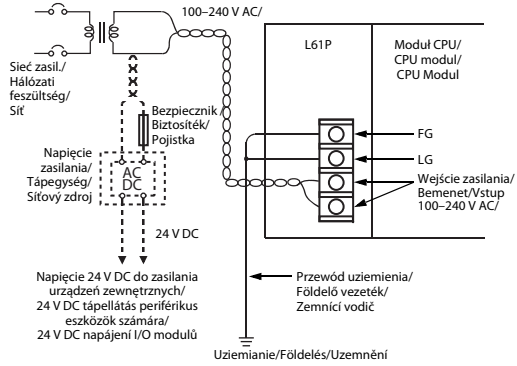 100–240 V AC/
Sieć zasil./
Hálózati
feszültség/
Síť
L61P
Moduł CPU/
CPU modul/
CPU Modul
Bezpiecznik/
Biztosíték/
Pojistka
FG
LG
Napięcie
zasilania/
Tápegység/
Síťový zdroj
AC
DC
Wejście zasilania/
Bemenet/Vstup
100–240 V AC/
24 V DC
Napięcie 24 V DC do zasilania
urządzeń zewnętrznych/
24 V DC tápellátás periférikus
eszközök számára/
24 V DC napájení I/O modulů
Przewód uziemienia/
Földelő vezeték/
Zemnící vodič
Uziemianie/Földelés/Uzemnění